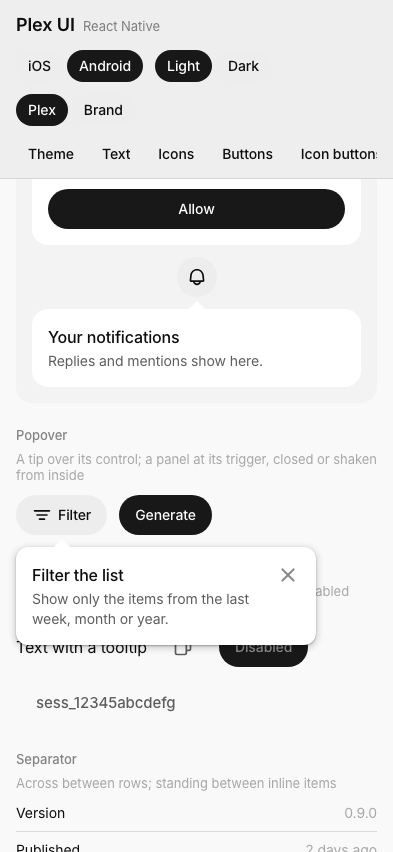 Plex UI React Native
iOS Android Light Dark
Plex Brand
Theme Text Icons Buttons Icon buttons
Allow
Your notifications
Replies and mentions show here.
Popover
A tip over its control; a panel at its trigger, closed or shaken
from inside
Filter Generate
Filter the list
Show only the items from the last
week, month or year.
abled
Text with a tooltip Disabled
sess_12345abcdefg
Separator
Across between rows; standing between inline items
Version 0.9.0
Published 2 days ago